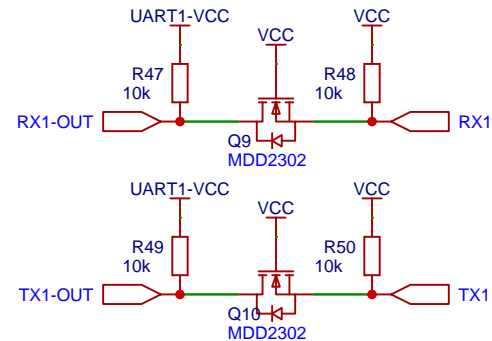 UART1-VCC
VCC
VCC
R47
10k
R48
10k
RX1-OUT
RX1
Q9
MDD2302
UART1-VCC
VCC
VCC
R49
10k
R50
10k
TX1-OUT
TX1
Q10
MDD2302